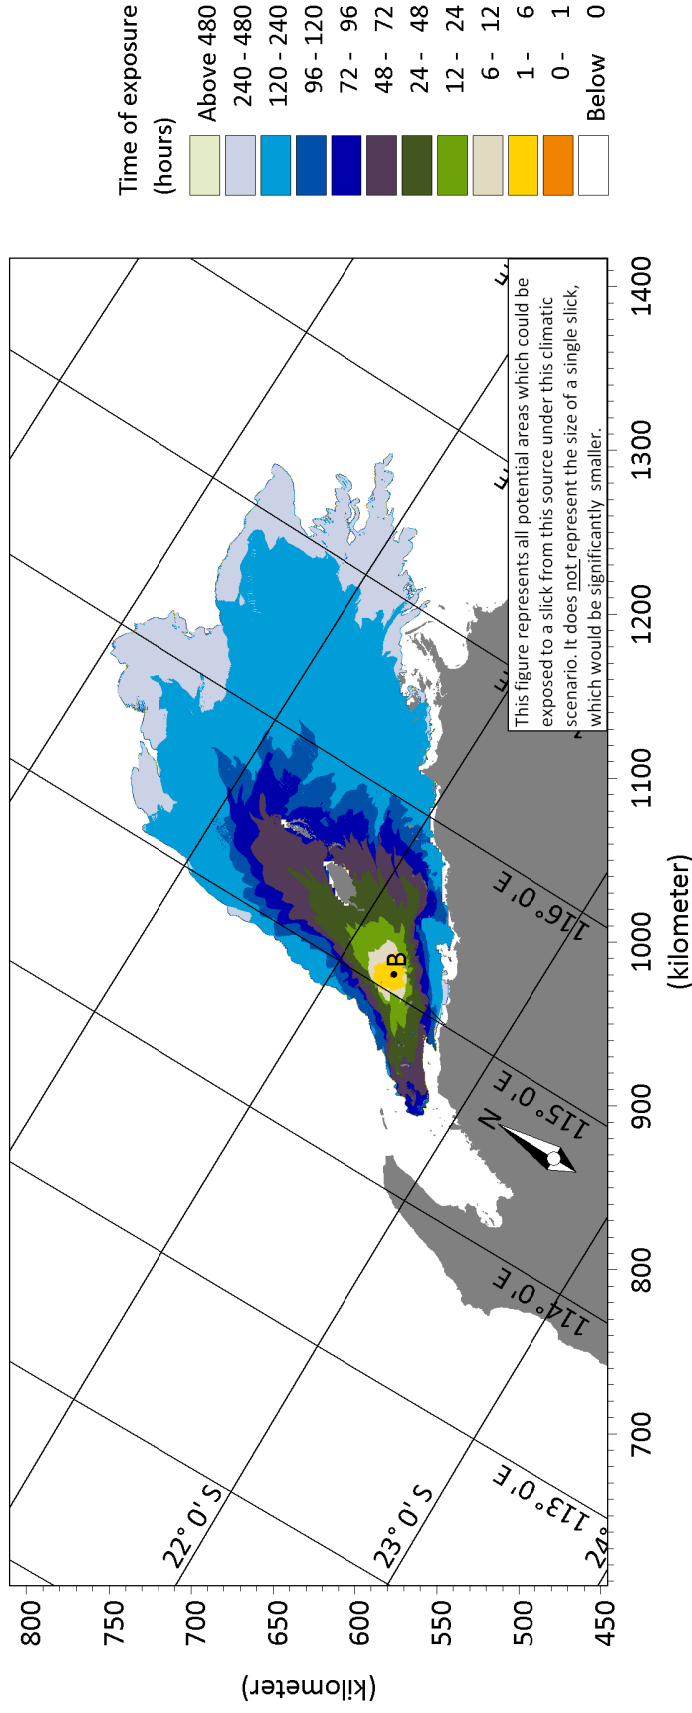 Time of exposure
(hours)
Above 480
240 - 480
120 - 240
96 - 120
72 - 96
48 - 72
24 - 48
12 - 24
6 - 12
1 - 6
0 - 1
Below 0
800
750
700
650
600
550
500
450
(kilometer)
22° 0' S
23° 0' S
24°
113° 0' E
114° 0' E
115° 0' E
116° 0' E
B
N
This figure represents all potential areas which could be
exposed to a slick from this source under this climatic
scenario. It does not represent the size of a single slick,
which would be significantly smaller.
700
800
900
1000
1100
1200
1300
1400
(kilometer)